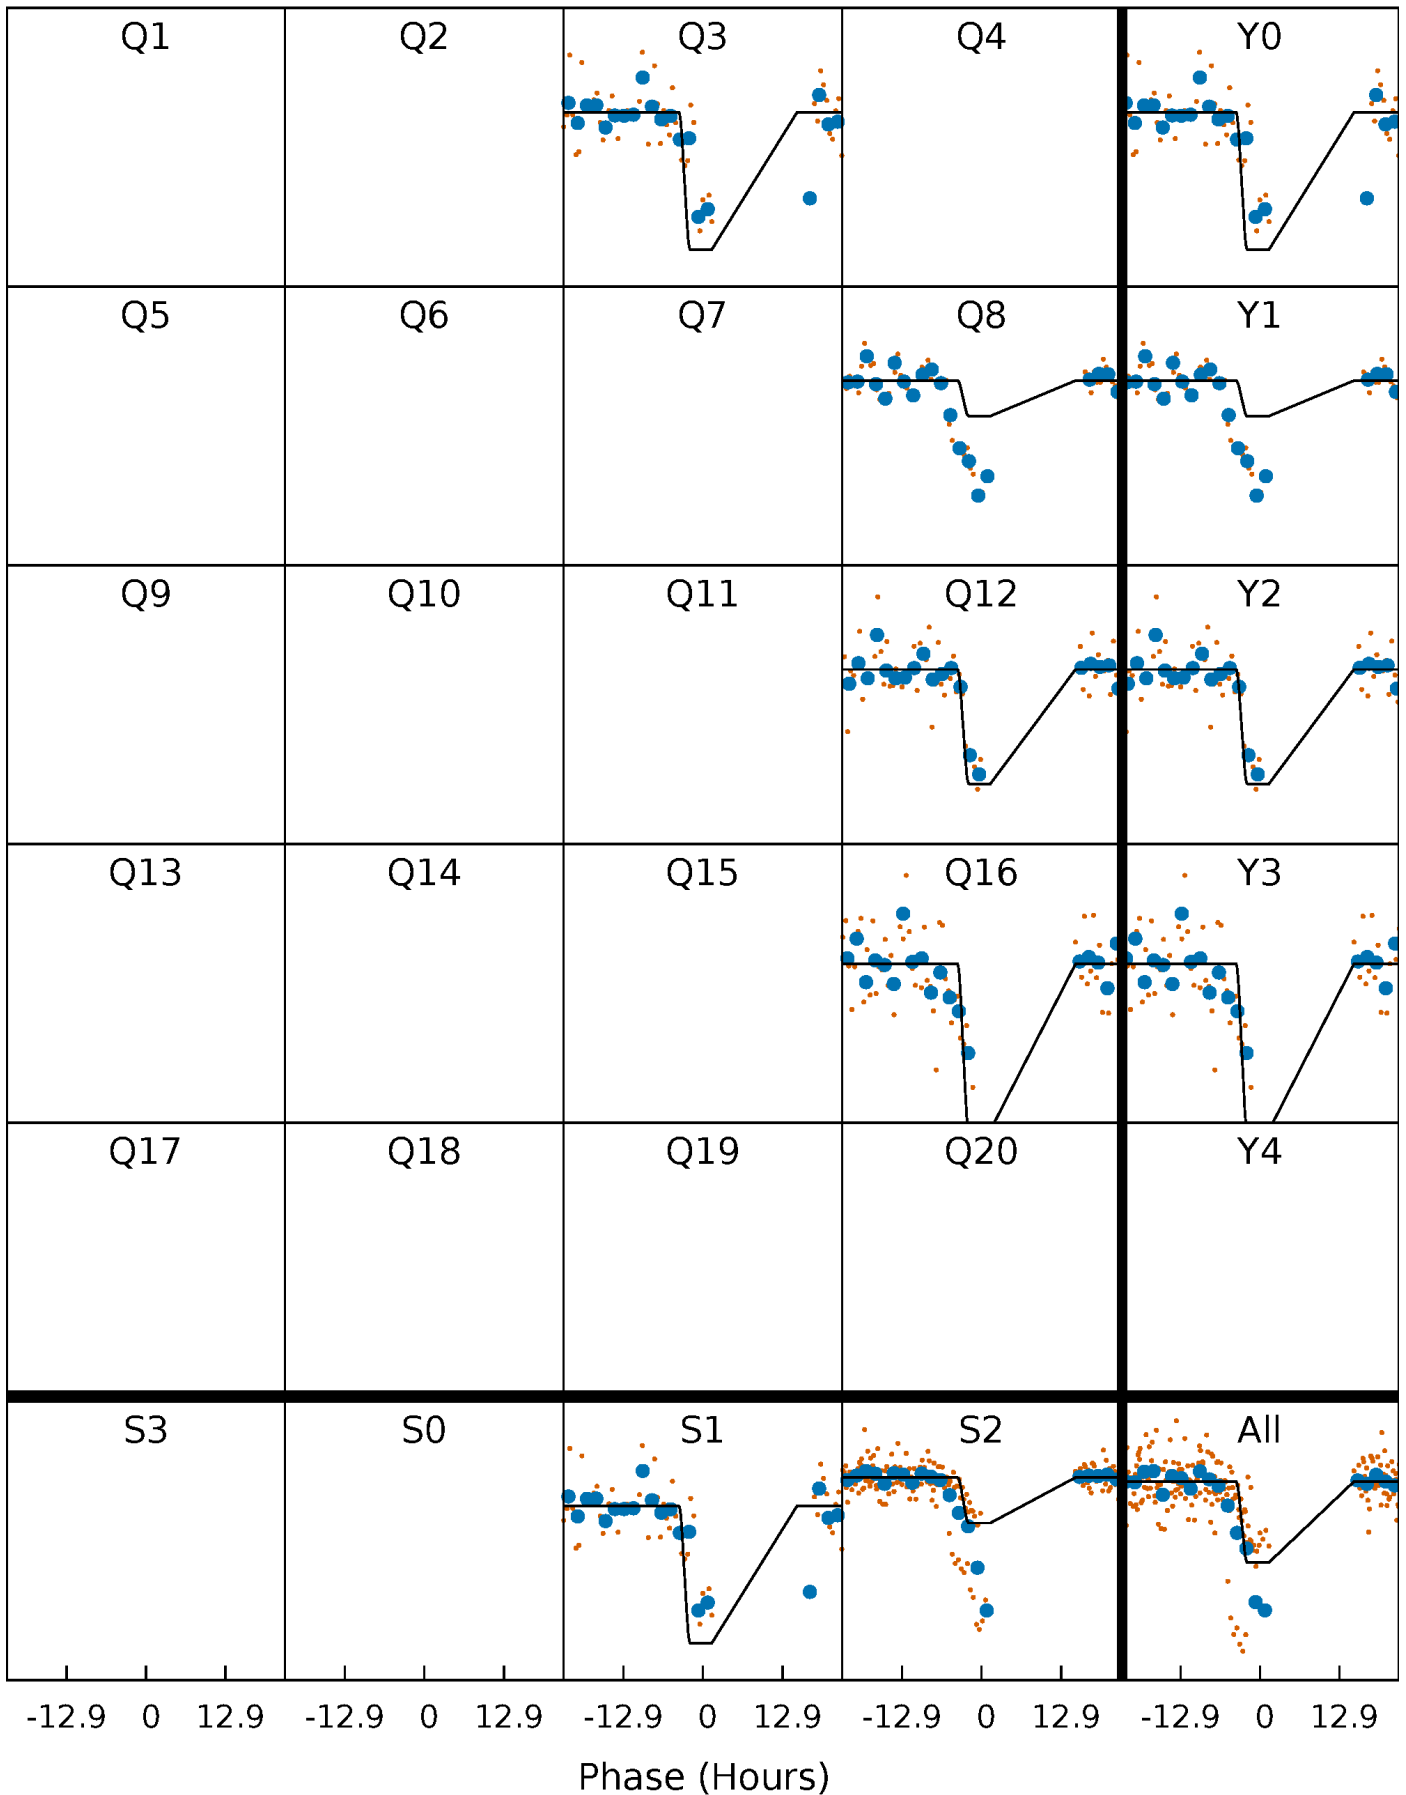 Q1 Q2 Q3 Q4 Y0
Q5 Q6 Q7 Q8 Y1
Q9 Q10 Q11 Q12 Y2
Q13 Q14 Q15 Q16 Y3
Q17 Q18 Q19 Q20 Y4
S3 S0 S1 S2 All
-12.9 0 12.9 -12.9 0 12.9 -12.9 0 12.9 -12.9 0 12.9 -12.9 0 12.9
Phase (Hours)